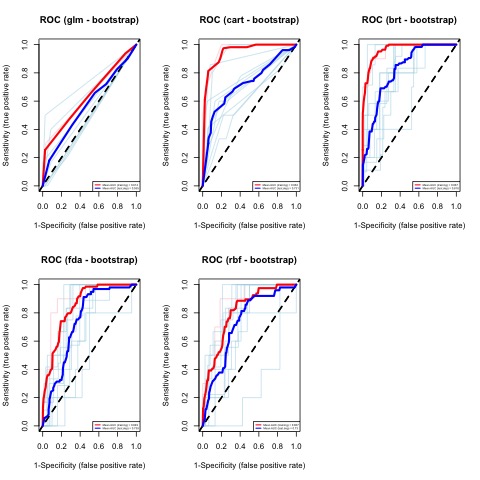 ROC (glm - bootstrap)
Sensitivity (true positive rate)
0.0 0.2 0.4 0.6 0.8 1.0
0.0 0.2 0.4 0.6 0.8 1.0
1-Specificity (false positive rate)
ROC (cart - bootstrap)
Sensitivity (true positive rate)
0.0 0.2 0.4 0.6 0.8 1.0
0.0 0.2 0.4 0.6 0.8 1.0
1-Specificity (false positive rate)
ROC (brt - bootstrap)
Sensitivity (true positive rate)
0.0 0.2 0.4 0.6 0.8 1.0
0.0 0.2 0.4 0.6 0.8 1.0
1-Specificity (false positive rate)
ROC (fda - bootstrap)
Sensitivity (true positive rate)
0.0 0.2 0.4 0.6 0.8 1.0
0.0 0.2 0.4 0.6 0.8 1.0
1-Specificity (false positive rate)
ROC (rbf - bootstrap)
Sensitivity (true positive rate)
0.0 0.2 0.4 0.6 0.8 1.0
0.0 0.2 0.4 0.6 0.8 1.0
1-Specificity (false positive rate)